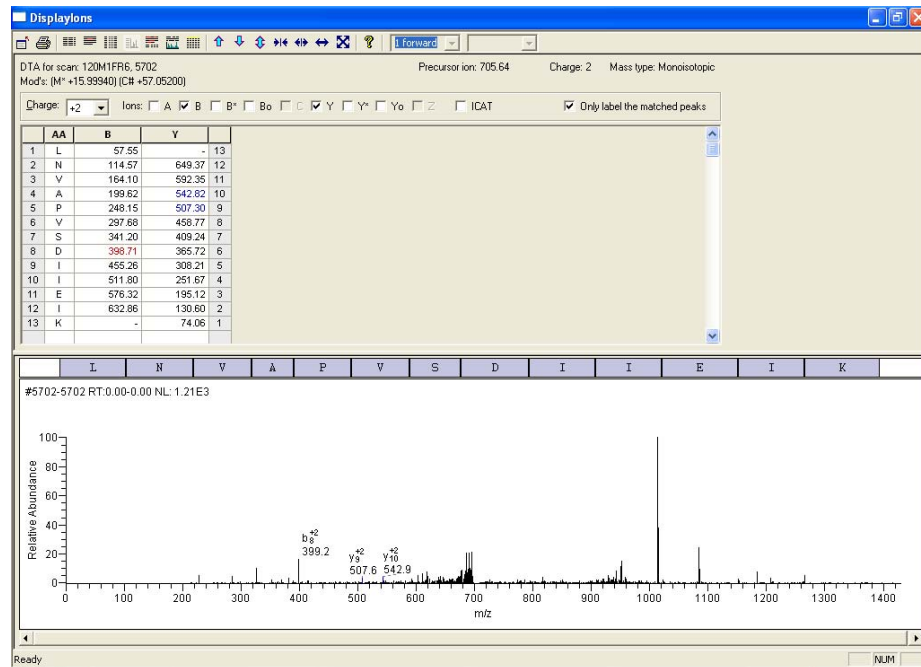 DisplayIons
1 forward
DTA for scan: 120M1FR6, 5702 Precursor ion: 705.64 Charge: 2 Mass type: Monoisotopic
Mod's: (M* +15.99940) (C# +57.05200)
Charge: +2 Ions: A B B* Bo C Y Y* Yo Z ICAT Only label the matched peaks
AA B Y
1 L 57.55 - 13
2 N 114.57 649.37 12
3 V 164.10 592.35 11
4 A 199.62 542.82 10
5 P 248.15 507.30 9
6 V 297.68 458.77 8
7 S 341.20 409.24 7
8 D 398.71 365.72 6
9 I 455.26 308.21 5
10 I 511.80 251.67 4
11 E 576.32 195.12 3
12 I 632.86 130.60 2
13 K - 74.06 1
L N V A P V S D I I E I K
#5702-5702 RT:0.00-0.00 NL: 1.21E3
100
80
60
40
20
0
Relative Abundance
b8+2
399.2
y9+2
507.6
y10+2
542.9
0 100 200 300 400 500 600 700 800 900 1000 1100 1200 1300 1400
m/z
Ready NUM